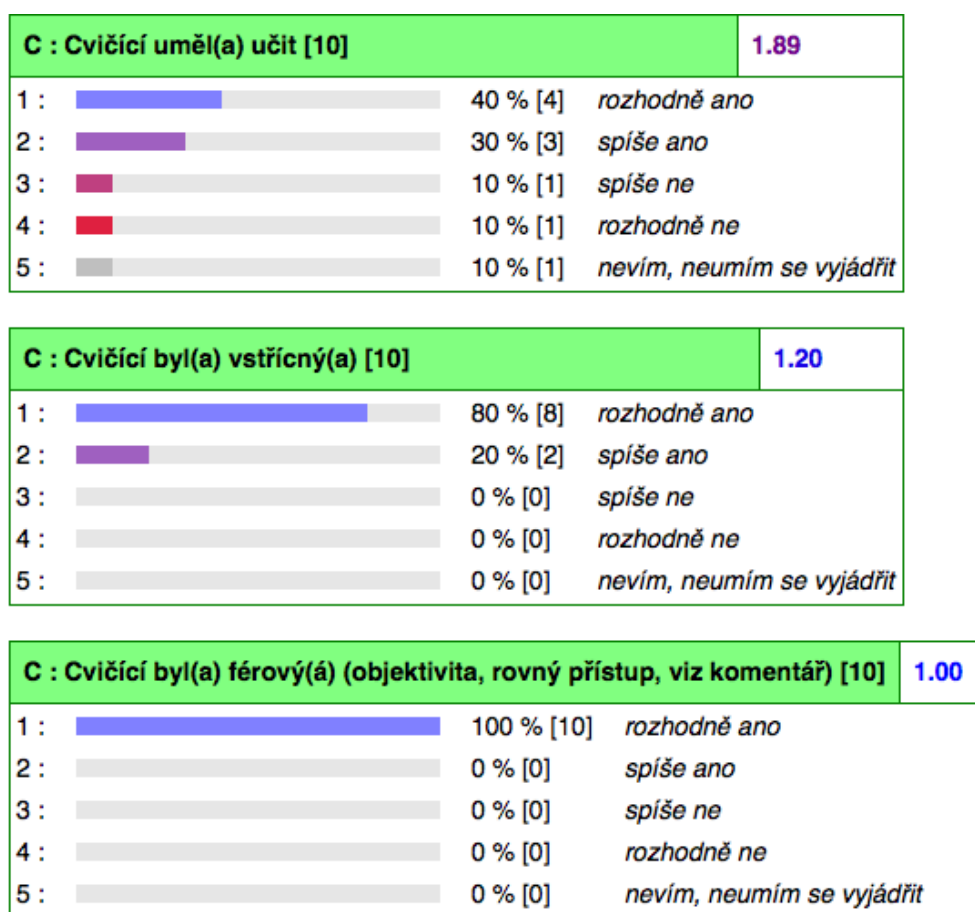 C : Cvičící uměl(a) učit [10] 1.89
1 : 40 % [4] rozhodně ano
2 : 30 % [3] spíše ano
3 : 10 % [1] spíše ne
4 : 10 % [1] rozhodně ne
5 : 10 % [1] nevím, neumím se vyjádřit
C : Cvičící byl(a) vstřícný(a) [10] 1.20
1 : 80 % [8] rozhodně ano
2 : 20 % [2] spíše ano
3 : 0 % [0] spíše ne
4 : 0 % [0] rozhodně ne
5 : 0 % [0] nevím, neumím se vyjádřit
C : Cvičící byl(a) férový(á) (objektivita, rovný přístup, viz komentář) [10] 1.00
1 : 100 % [10] rozhodně ano
2 : 0 % [0] spíše ano
3 : 0 % [0] spíše ne
4 : 0 % [0] rozhodně ne
5 : 0 % [0] nevím, neumím se vyjádřit